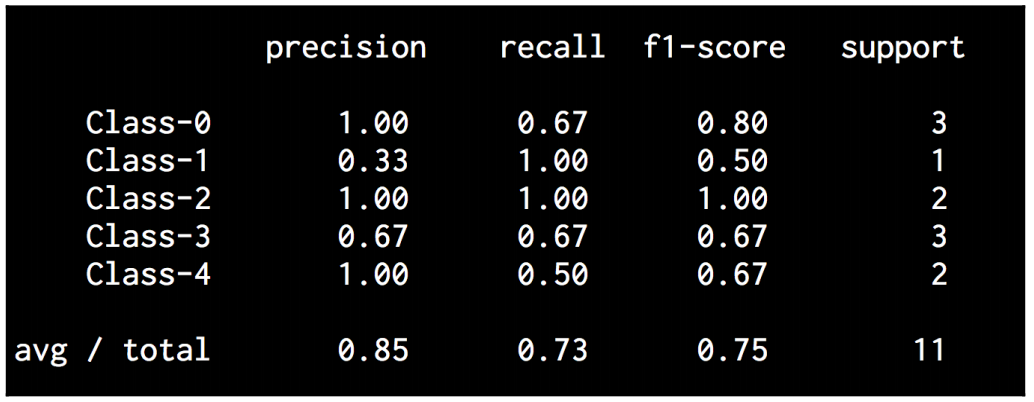 precision recall f1-score support
Class-0 1.00 0.67 0.80 3
Class-1 0.33 1.00 0.50 1
Class-2 1.00 1.00 1.00 2
Class-3 0.67 0.67 0.67 3
Class-4 1.00 0.50 0.67 2
avg / total 0.85 0.73 0.75 11